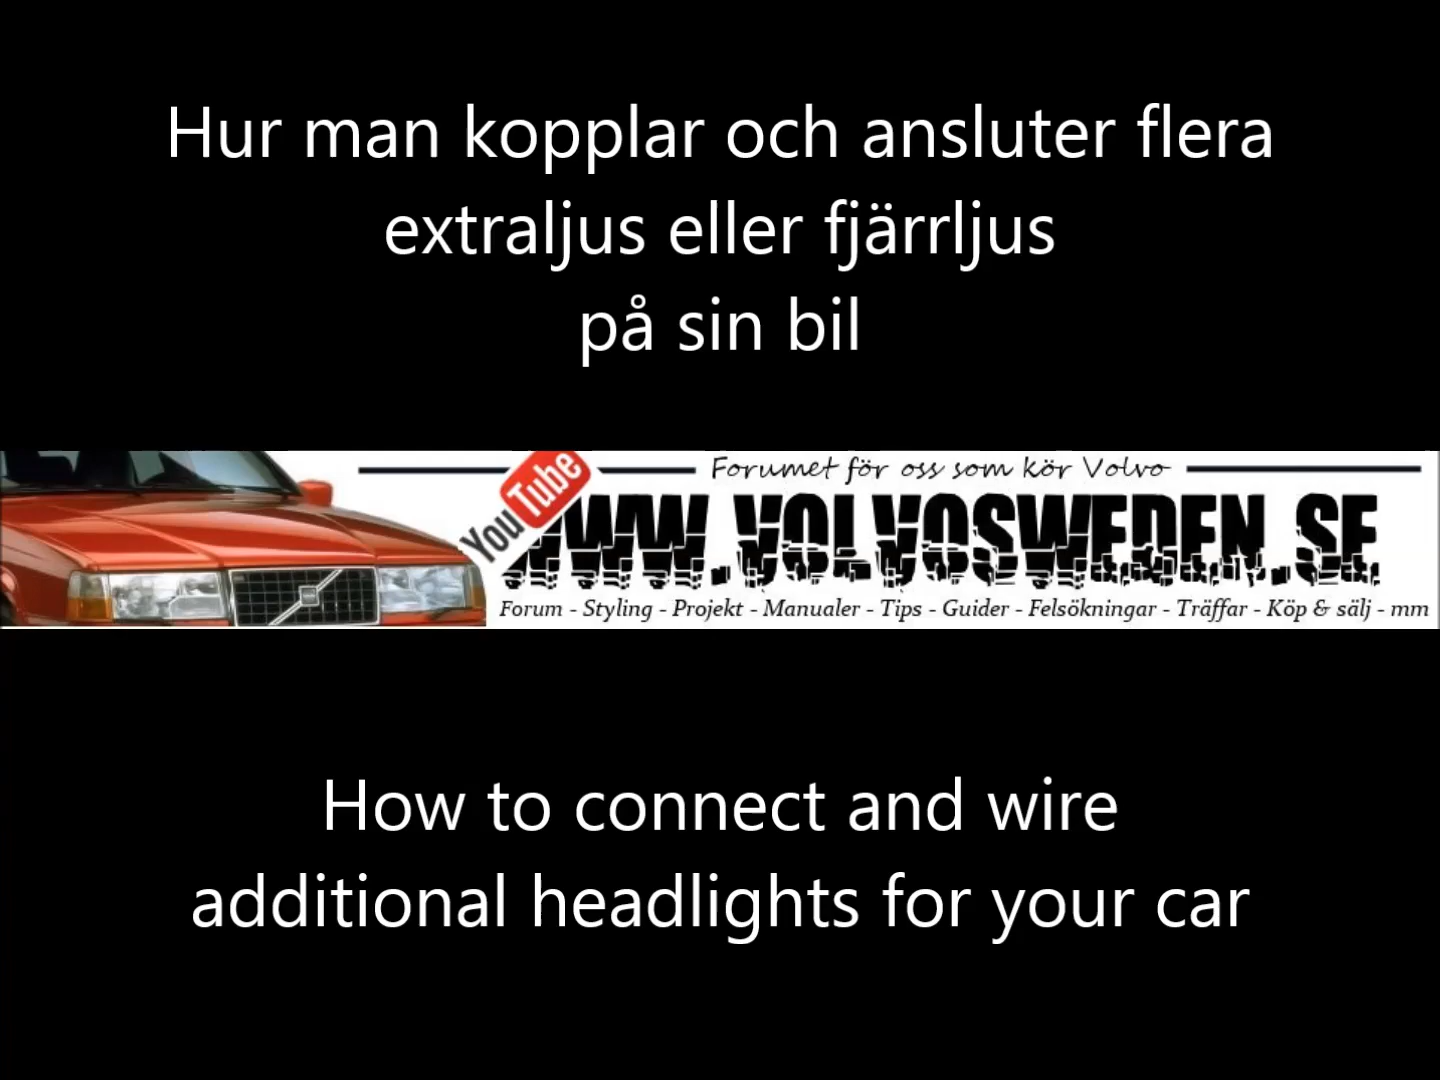 Hur man kopplar och ansluter flera
extraljus eller fjärrljus
på sin bil
Forumet för oss som kör Volvo
YouTube
WWW.VOLVOSWEDEN.SE
Forum - Styling - Projekt - Manualer - Tips - Guider - Felsökningar - Träffar - Köp & sälj - mm
How to connect and wire
additional headlights for your car